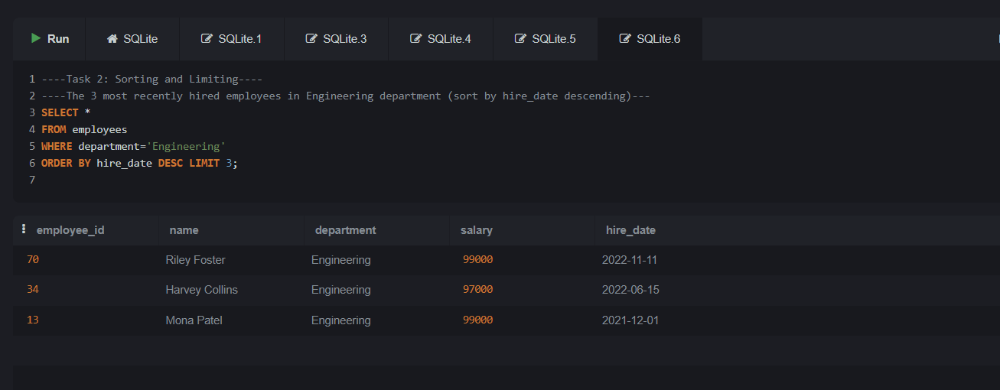 Run SQLite SQLite.1 SQLite.3 SQLite.4 SQLite.5 SQLite.6
1 ----Task 2: Sorting and Limiting----
2 ----The 3 most recently hired employees in Engineering department (sort by hire_date descending)---
3 SELECT *
4 FROM employees
5 WHERE department='Engineering'
6 ORDER BY hire_date DESC LIMIT 3;
7
employee_id name department salary hire_date
70 Riley Foster Engineering 99000 2022-11-11
34 Harvey Collins Engineering 97000 2022-06-15
13 Mona Patel Engineering 99000 2021-12-01